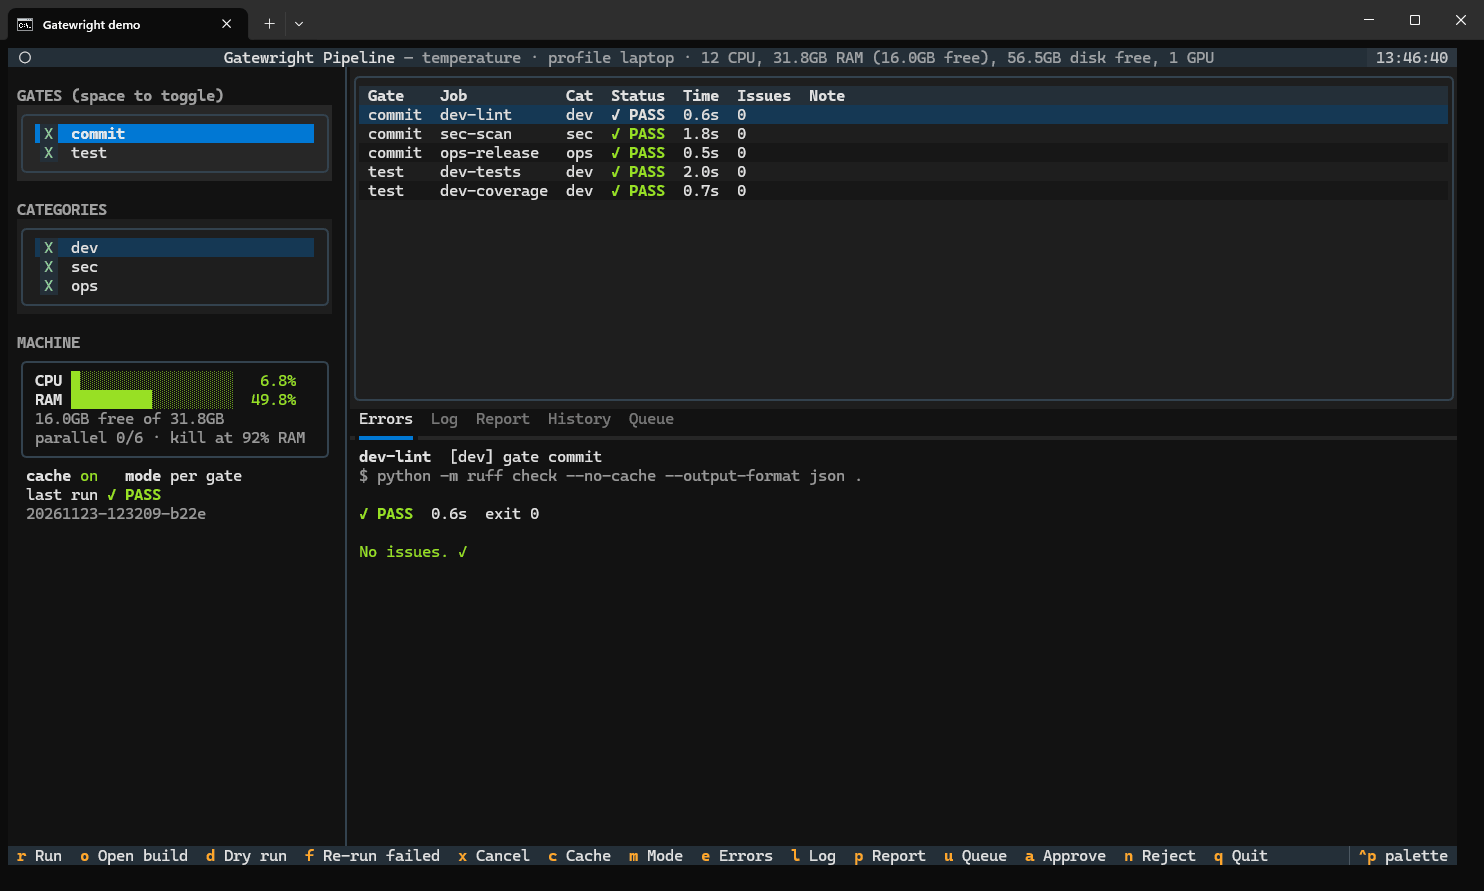 Gatewright demo
Gatewright Pipeline — temperature · profile laptop · 12 CPU, 31.8GB RAM (16.0GB free), 56.5GB disk free, 1 GPU 13:46:40
GATES (space to toggle)
X commit
X test
CATEGORIES
X dev
X sec
X ops
MACHINE
CPU 6.8%
RAM 49.8%
16.0GB free of 31.8GB
parallel 0/6 · kill at 92% RAM
cache on mode per gate
last run ✓ PASS
20261123-123209-b22e
Gate Job Cat Status Time Issues Note
commit dev-lint dev ✓ PASS 0.6s 0
commit sec-scan sec ✓ PASS 1.8s 0
commit ops-release ops ✓ PASS 0.5s 0
test dev-tests dev ✓ PASS 2.0s 0
test dev-coverage dev ✓ PASS 0.7s 0
Errors Log Report History Queue
dev-lint [dev] gate commit
$ python -m ruff check --no-cache --output-format json .
✓ PASS 0.6s exit 0
No issues. ✓
r Run o Open build d Dry run f Re-run failed x Cancel c Cache m Mode e Errors l Log p Report u Queue a Approve n Reject q Quit ^p palette